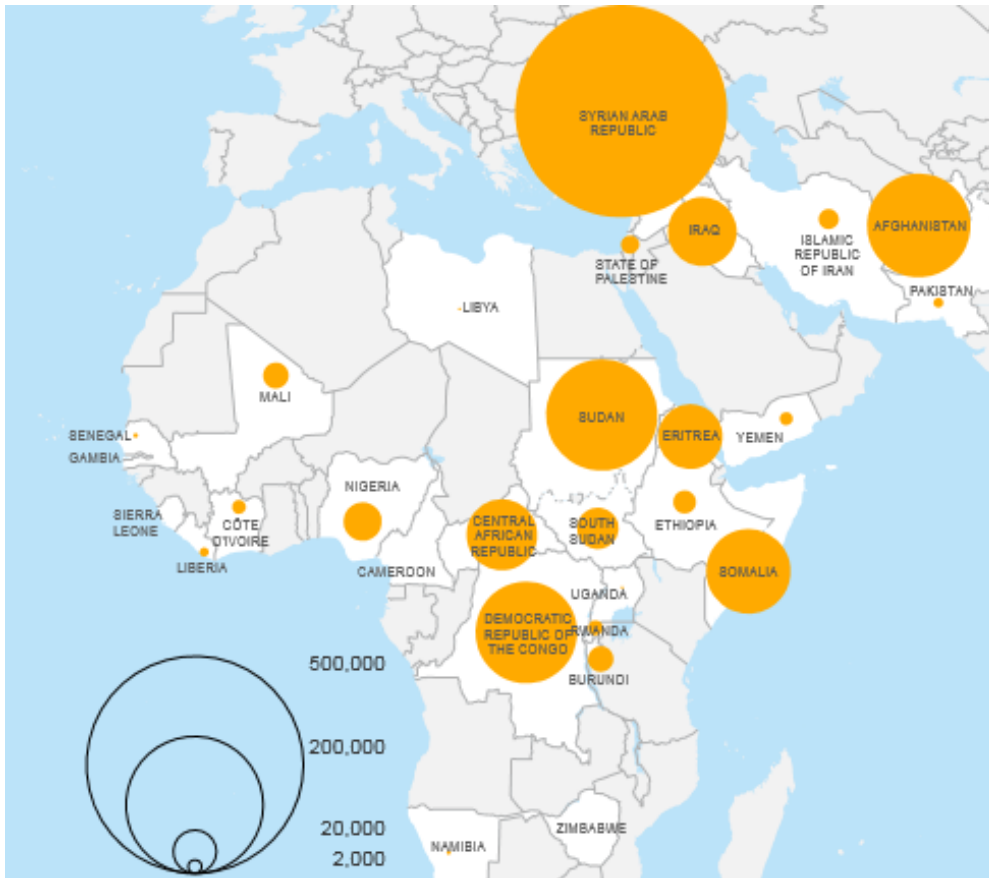 SYRIAN ARAB
REPUBLIC
AFGHANISTAN
IRAQ
ISLAMIC
REPUBLIC
OF IRAN
STATE OF
PALESTINE
PAKISTAN
LIBYA
MALI
SUDAN
SENEGAL
ERITREA
YEMEN
GAMBIA
NIGERIA
SIERRA
LEONE
CÔTE
D'IVOIRE
CENTRAL
AFRICAN
REPUBLIC
SOUTH
SUDAN
ETHIOPIA
LIBERIA
CAMEROON
SOMALIA
UGANDA
DEMOCRATIC
REPUBLIC OF
THE CONGO
RWANDA
BURUNDI
500,000
200,000
20,000
2,000
ZIMBABWE
NAMIBIA